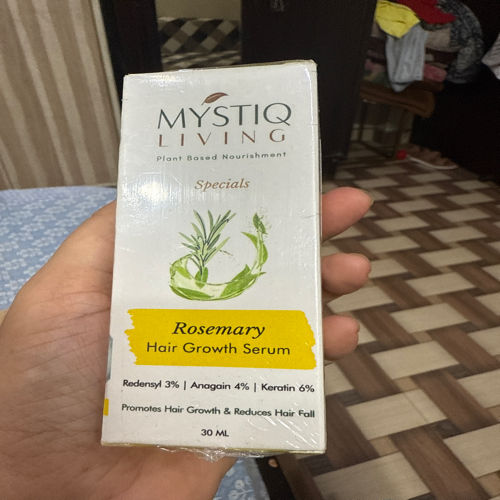 MYSTIQ
LIVING
Plant Based Nourishment
Specials
Rosemary
Hair Growth Serum
Redensyl 3% | Anagain 4% | Keratin 6%
Promotes Hair Growth & Reduces Hair Fall
30 ML